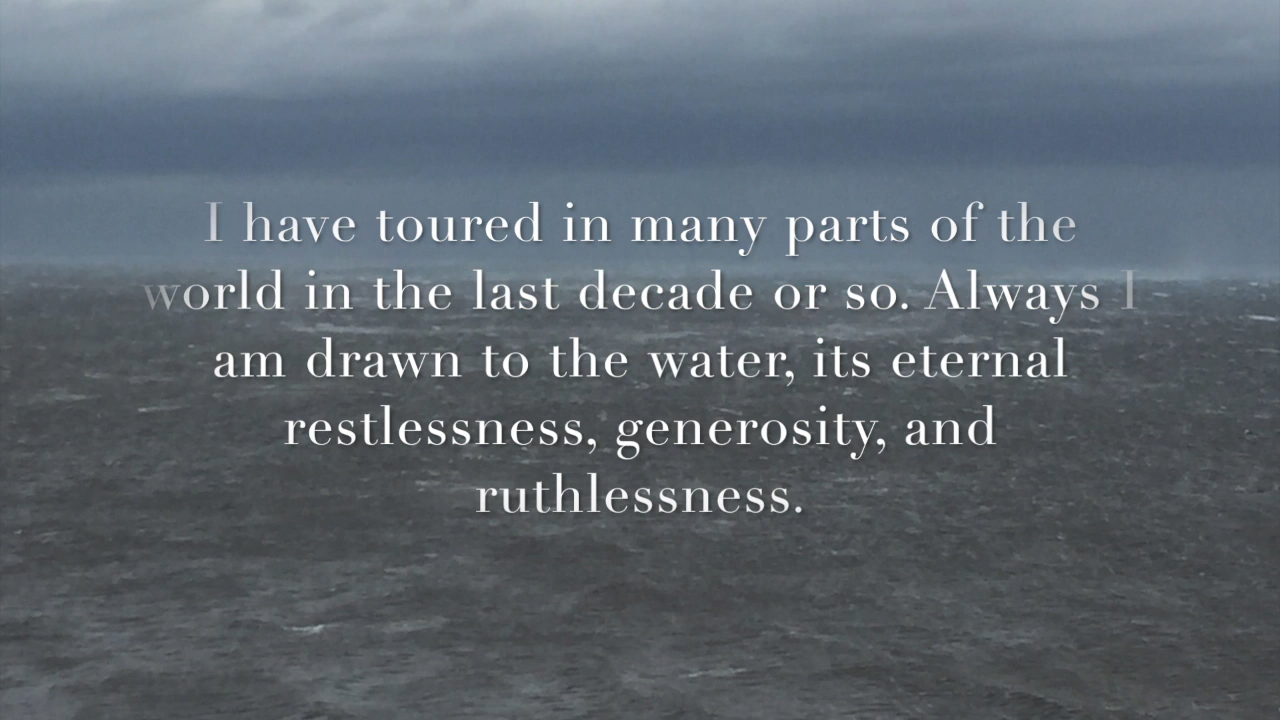 I have toured in many parts of the
world in the last decade or so. Always I
am drawn to the water, its eternal
restlessness, generosity, and
ruthlessness.